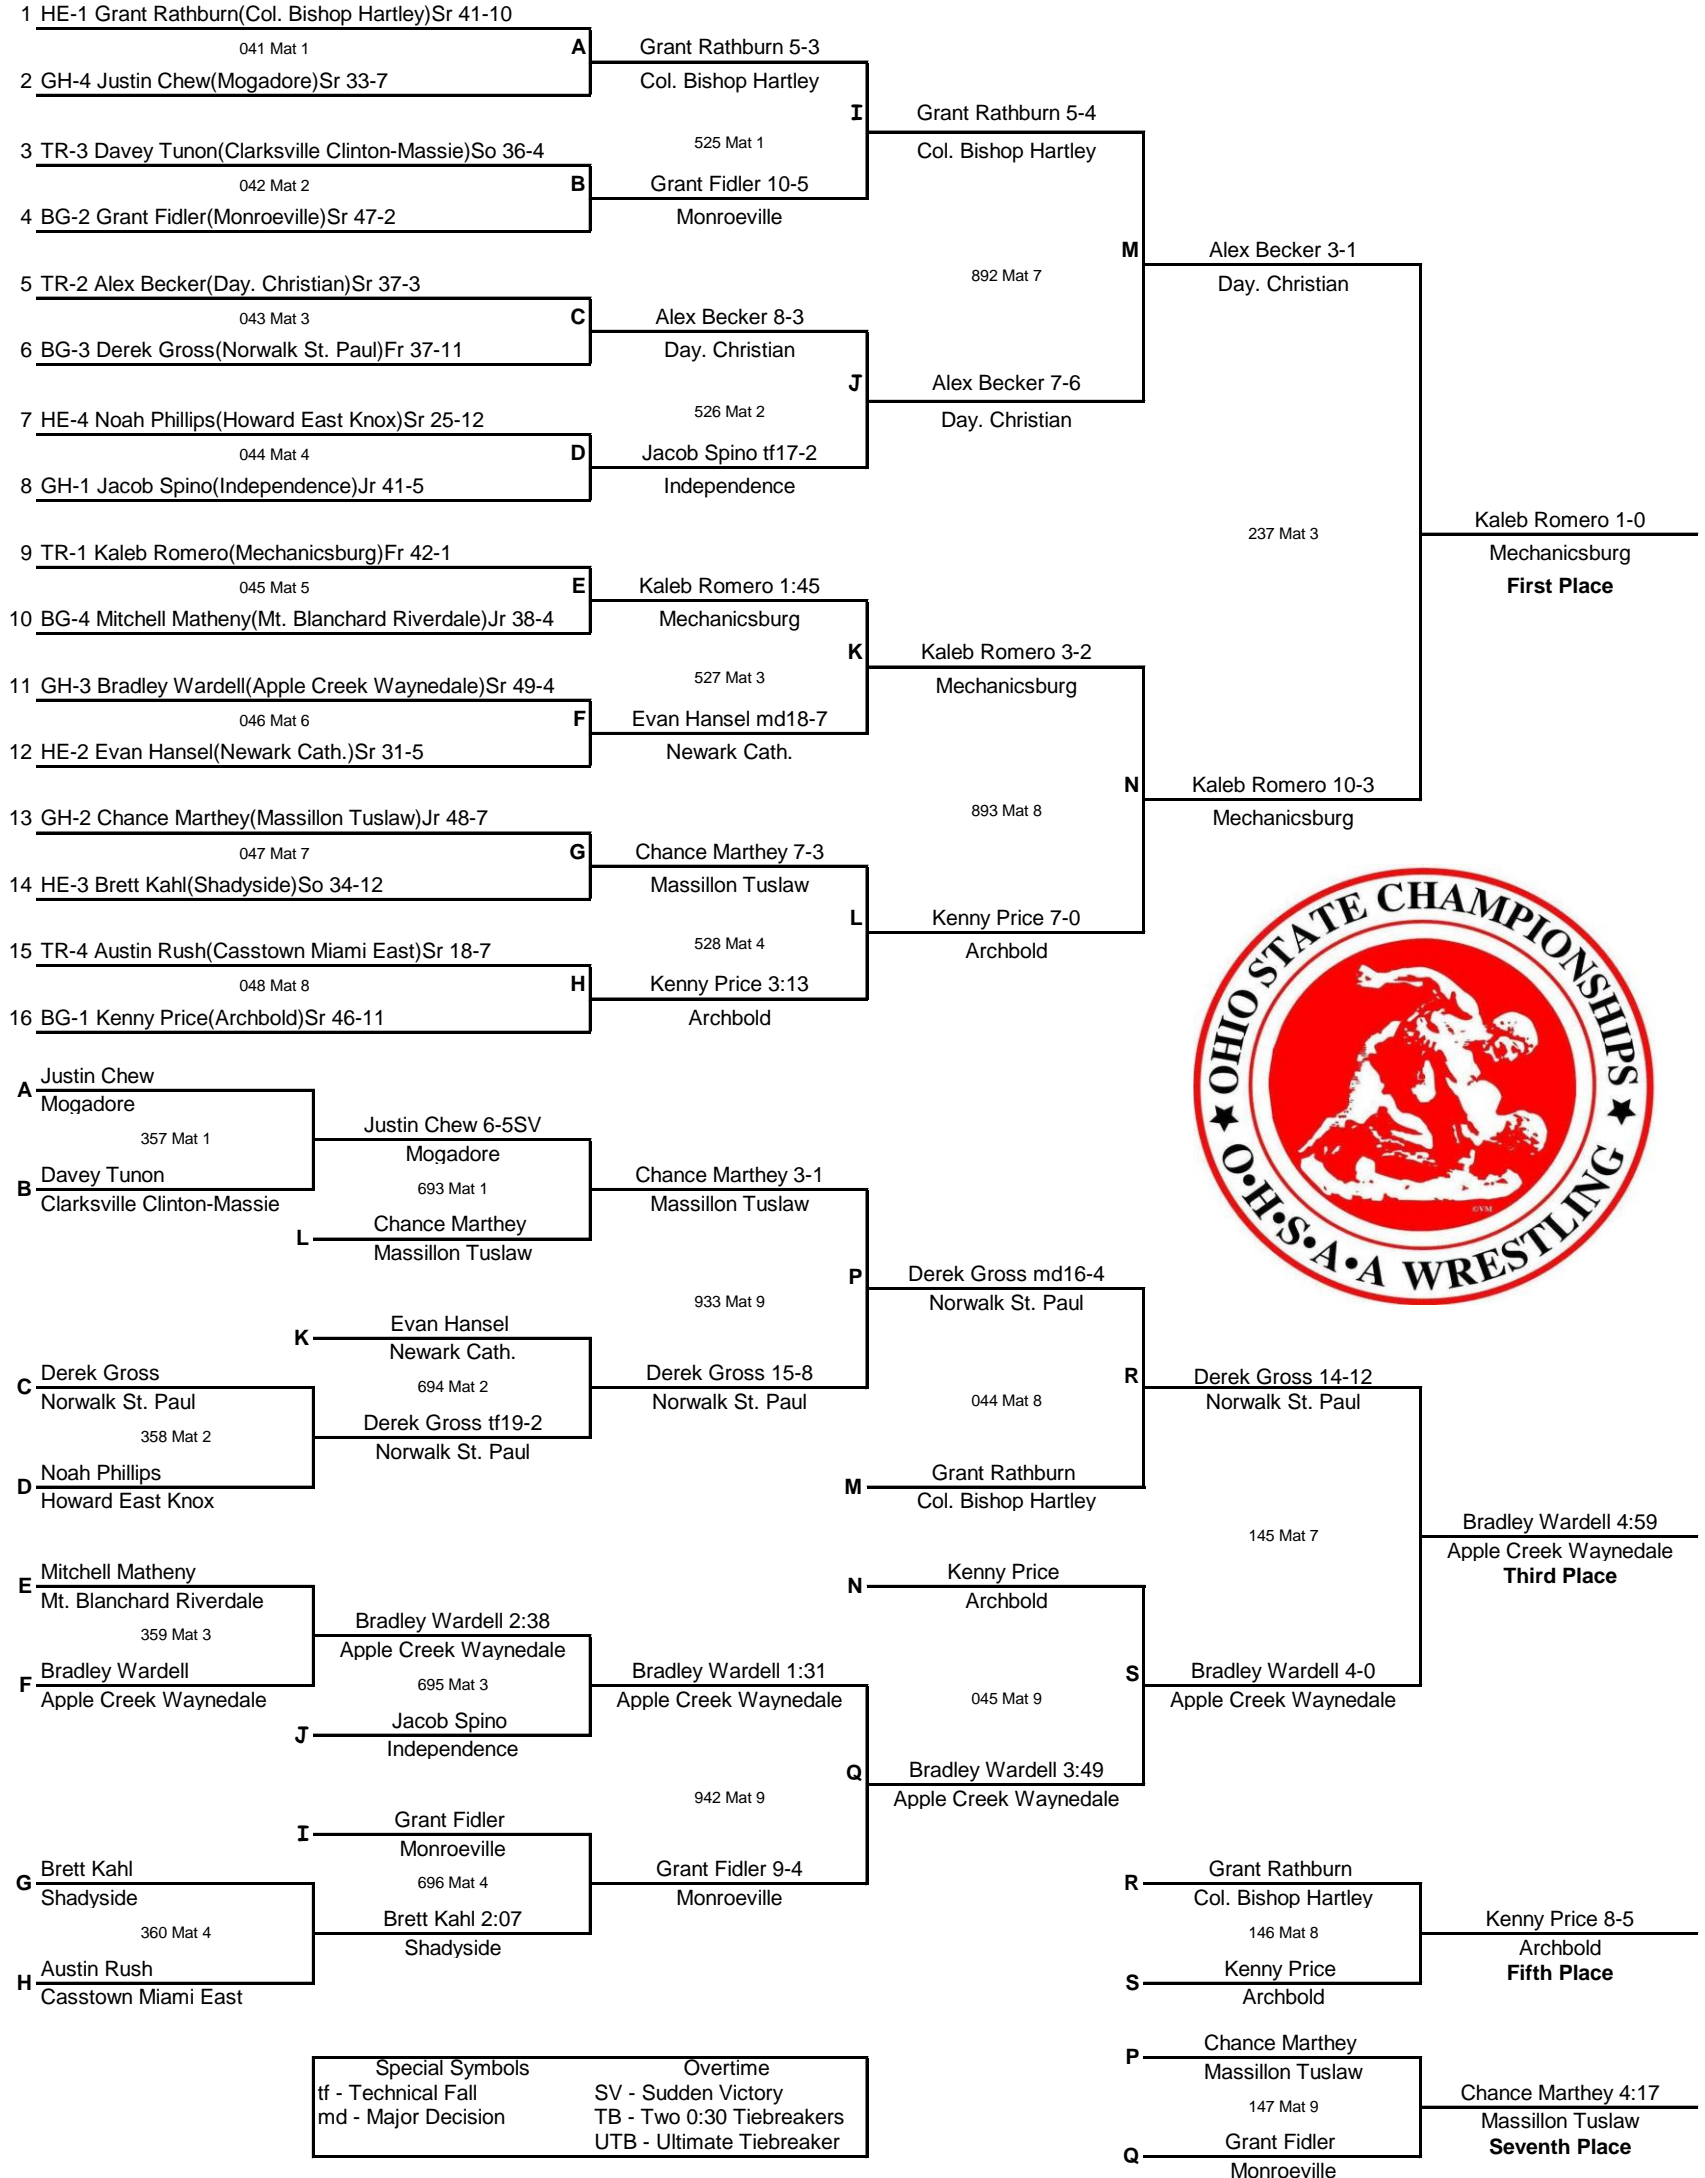 1 HE-1 Grant Rathburn(Col. Bishop Hartley)Sr 41-10
041 Mat 1
A
2 GH-4 Justin Chew(Mogadore)Sr 33-7
Grant Rathburn 5-3
Col. Bishop Hartley
3 TR-3 Davey Tunon(Clarksville Clinton-Massie)So 36-4
042 Mat 2
B
4 BG-2 Grant Fidler(Monroeville)Sr 47-2
525 Mat 1
I
Grant Fidler 10-5
Monroeville
Grant Rathburn 5-4
Col. Bishop Hartley
5 TR-2 Alex Becker(Day. Christian)Sr 37-3
043 Mat 3
C
6 BG-3 Derek Gross(Norwalk St. Paul)Fr 37-11
Alex Becker 8-3
Day. Christian
7 HE-4 Noah Phillips(Howard East Knox)Sr 25-12
044 Mat 4
D
8 GH-1 Jacob Spino(Independence)Jr 41-5
526 Mat 2
J
Jacob Spino tf17-2
Independence
Alex Becker 7-6
Day. Christian
892 Mat 7
M
Alex Becker 3-1
Day. Christian
9 TR-1 Kaleb Romero(Mechanicsburg)Fr 42-1
045 Mat 5
E
10 BG-4 Mitchell Matheny(Mt. Blanchard Riverdale)Jr 38-4
Kaleb Romero 1:45
Mechanicsburg
11 GH-3 Bradley Wardell(Apple Creek Waynedale)Sr 49-4
046 Mat 6
F
12 HE-2 Evan Hansel(Newark Cath.)Sr 31-5
527 Mat 3
K
Evan Hansel md18-7
Newark Cath.
Kaleb Romero 3-2
Mechanicsburg
13 GH-2 Chance Marthey(Massillon Tuslaw)Jr 48-7
047 Mat 7
G
14 HE-3 Brett Kahl(Shadyside)So 34-12
Chance Marthey 7-3
Massillon Tuslaw
15 TR-4 Austin Rush(Casstown Miami East)Sr 18-7
048 Mat 8
H
16 BG-1 Kenny Price(Archbold)Sr 46-11
528 Mat 4
L
Kenny Price 3:13
Archbold
Kenny Price 7-0
Archbold
893 Mat 8
N
Kaleb Romero 10-3
Mechanicsburg
237 Mat 3
Kaleb Romero 1-0
Mechanicsburg
First Place
★ OHIO STATE CHAMPIONSHIPS ★
O•H•S•A•A WRESTLING
©VM
A
Justin Chew
Mogadore
357 Mat 1
B
Davey Tunon
Clarksville Clinton-Massie
Justin Chew 6-5SV
Mogadore
693 Mat 1
L
Chance Marthey
Massillon Tuslaw
Chance Marthey 3-1
Massillon Tuslaw
933 Mat 9
P
K
Evan Hansel
Newark Cath.
694 Mat 2
C
Derek Gross
Norwalk St. Paul
358 Mat 2
D
Noah Phillips
Howard East Knox
Derek Gross tf19-2
Norwalk St. Paul
Derek Gross 15-8
Norwalk St. Paul
Derek Gross md16-4
Norwalk St. Paul
044 Mat 8
R
M
Grant Rathburn
Col. Bishop Hartley
Derek Gross 14-12
Norwalk St. Paul
145 Mat 7
Bradley Wardell 4:59
Apple Creek Waynedale
Third Place
E
Mitchell Matheny
Mt. Blanchard Riverdale
359 Mat 3
F
Bradley Wardell
Apple Creek Waynedale
Bradley Wardell 2:38
Apple Creek Waynedale
695 Mat 3
J
Jacob Spino
Independence
Bradley Wardell 1:31
Apple Creek Waynedale
942 Mat 9
Q
I
Grant Fidler
Monroeville
696 Mat 4
G
Brett Kahl
Shadyside
360 Mat 4
H
Austin Rush
Casstown Miami East
Brett Kahl 2:07
Shadyside
Grant Fidler 9-4
Monroeville
N
Kenny Price
Archbold
045 Mat 9
S
Bradley Wardell 3:49
Apple Creek Waynedale
Bradley Wardell 4-0
Apple Creek Waynedale
R
Grant Rathburn
Col. Bishop Hartley
146 Mat 8
S
Kenny Price
Archbold
Kenny Price 8-5
Archbold
Fifth Place
P
Chance Marthey
Massillon Tuslaw
147 Mat 9
Q
Grant Fidler
Monroeville
Chance Marthey 4:17
Massillon Tuslaw
Seventh Place
Special Symbols
tf - Technical Fall
md - Major Decision
Overtime
SV - Sudden Victory
TB - Two 0:30 Tiebreakers
UTB - Ultimate Tiebreaker